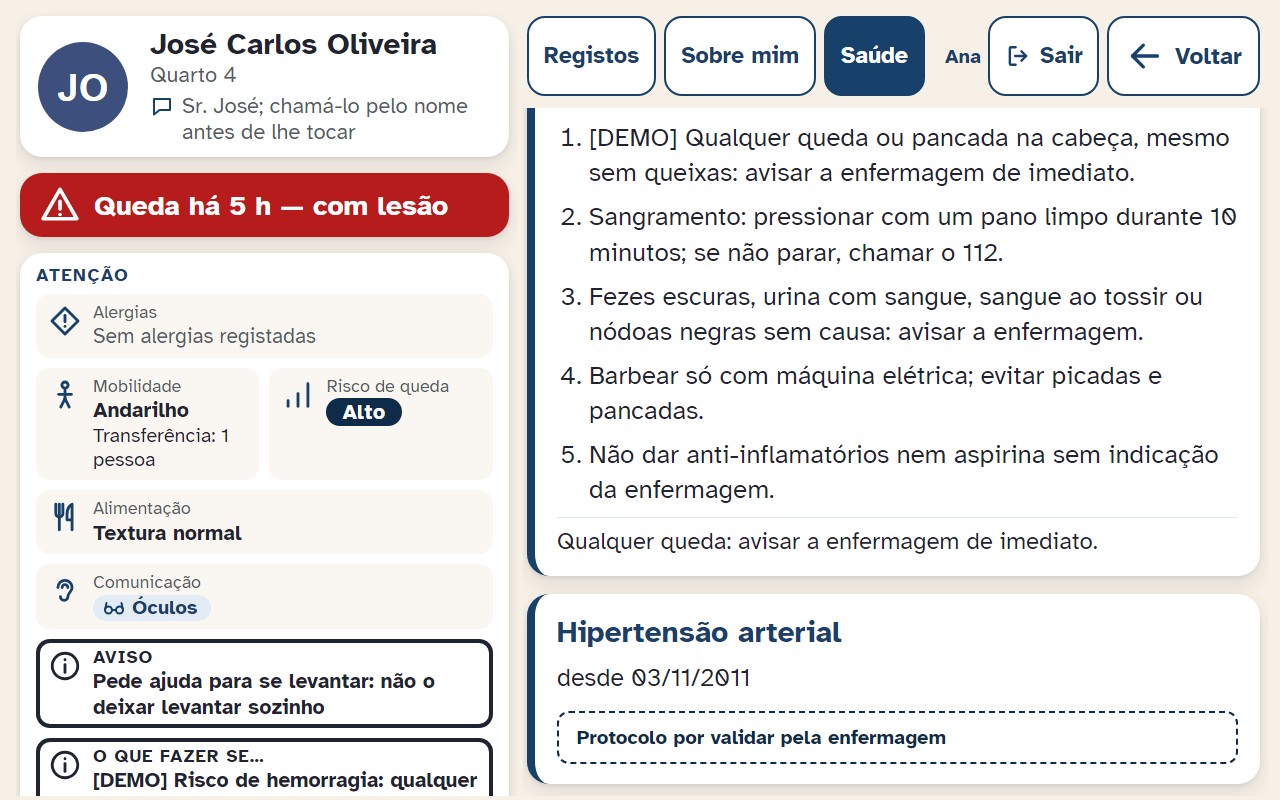 JO
José Carlos Oliveira
Quarto 4
Sr. José; chamá-lo pelo nome
antes de lhe tocar
Queda há 5 h — com lesão
ATENÇÃO
Alergias
Sem alergias registadas
Mobilidade
Andarilho
Transferência: 1
pessoa
Risco de queda
Alto
Alimentação
Textura normal
Comunicação
Óculos
AVISO
Pede ajuda para se levantar: não o
deixar levantar sozinho
O QUE FAZER SE...
[DEMO] Risco de hemorragia: qualquer
Registos
Sobre mim
Saúde
Ana
Sair
Voltar
1. [DEMO] Qualquer queda ou pancada na cabeça, mesmo
sem queixas: avisar a enfermagem de imediato.
2. Sangramento: pressionar com um pano limpo durante 10
minutos; se não parar, chamar o 112.
3. Fezes escuras, urina com sangue, sangue ao tossir ou
nódoas negras sem causa: avisar a enfermagem.
4. Barbear só com máquina elétrica; evitar picadas e
pancadas.
5. Não dar anti-inflamatórios nem aspirina sem indicação
da enfermagem.
Qualquer queda: avisar a enfermagem de imediato.
Hipertensão arterial
desde 03/11/2011
Protocolo por validar pela enfermagem